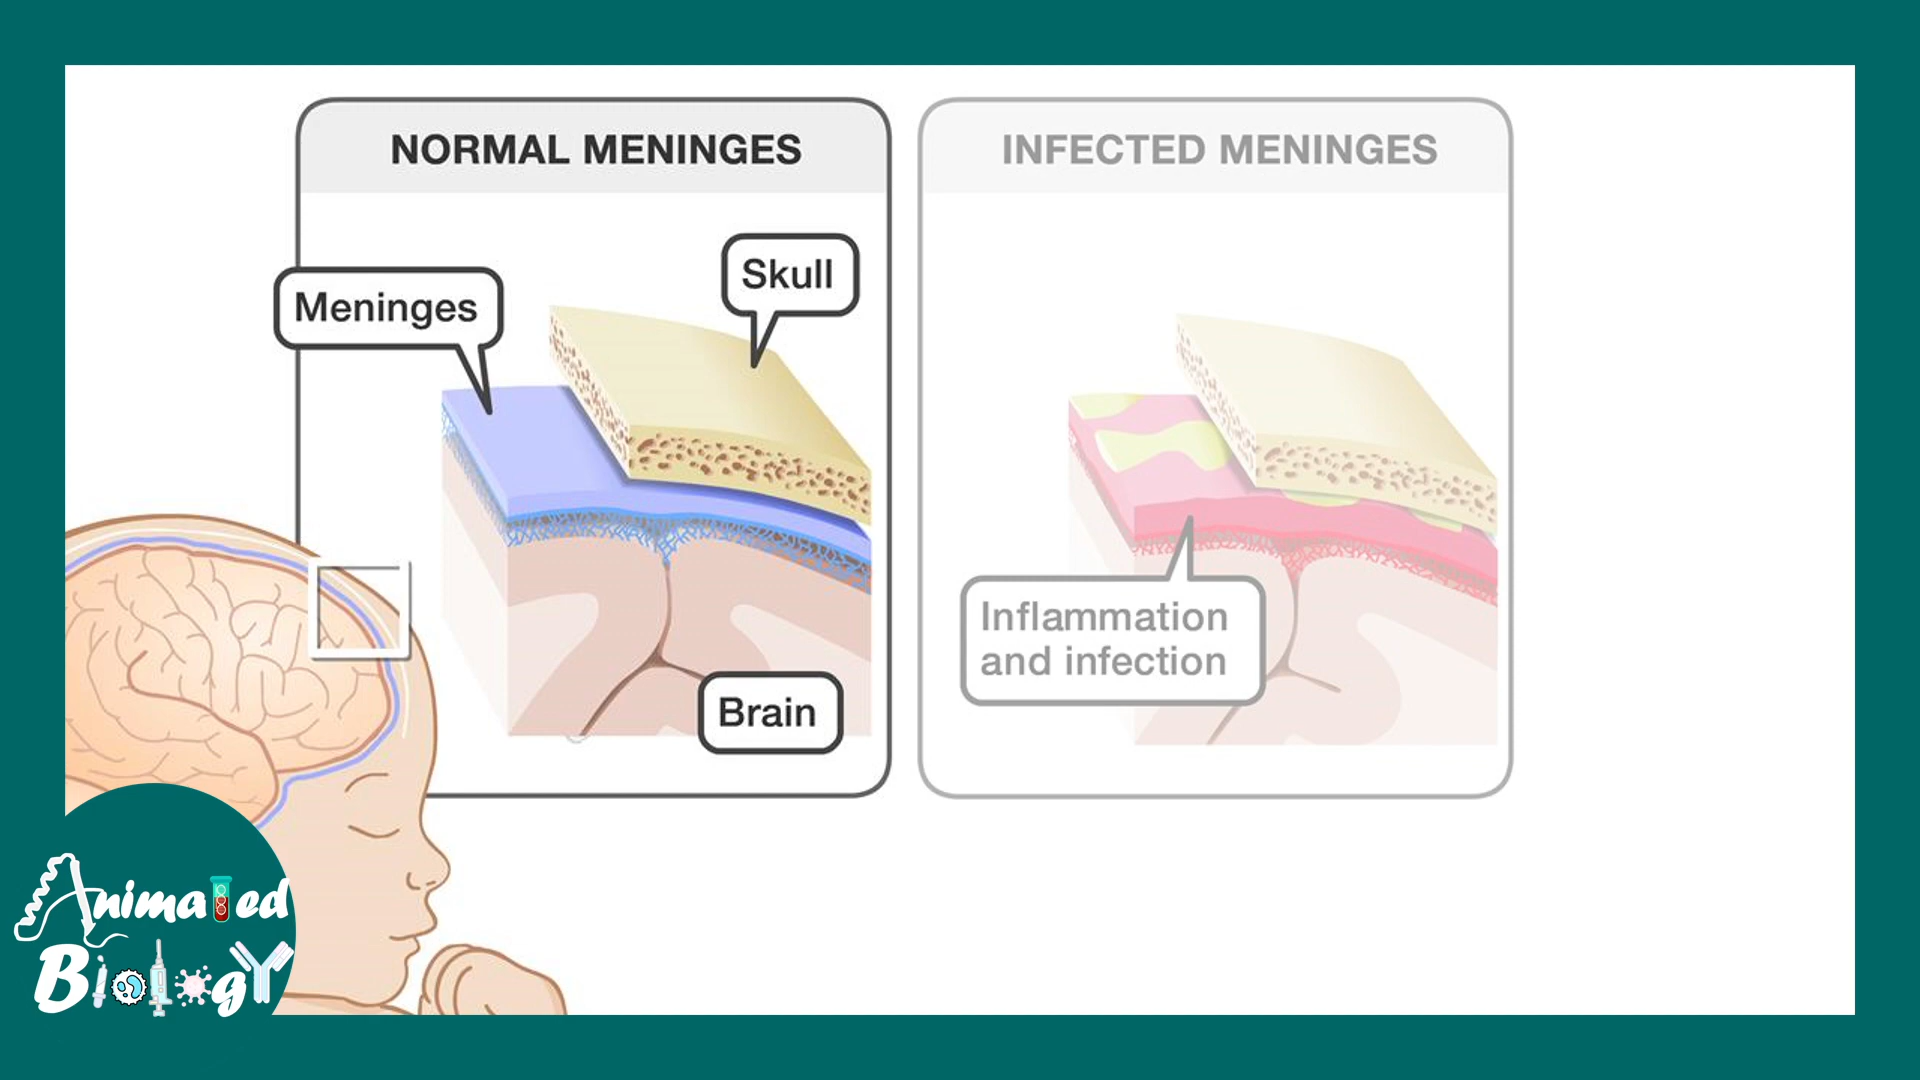 NORMAL MENINGES
Meninges
Skull
Brain
INFECTED MENINGES
Inflammation
and infection
Animated
BiologY